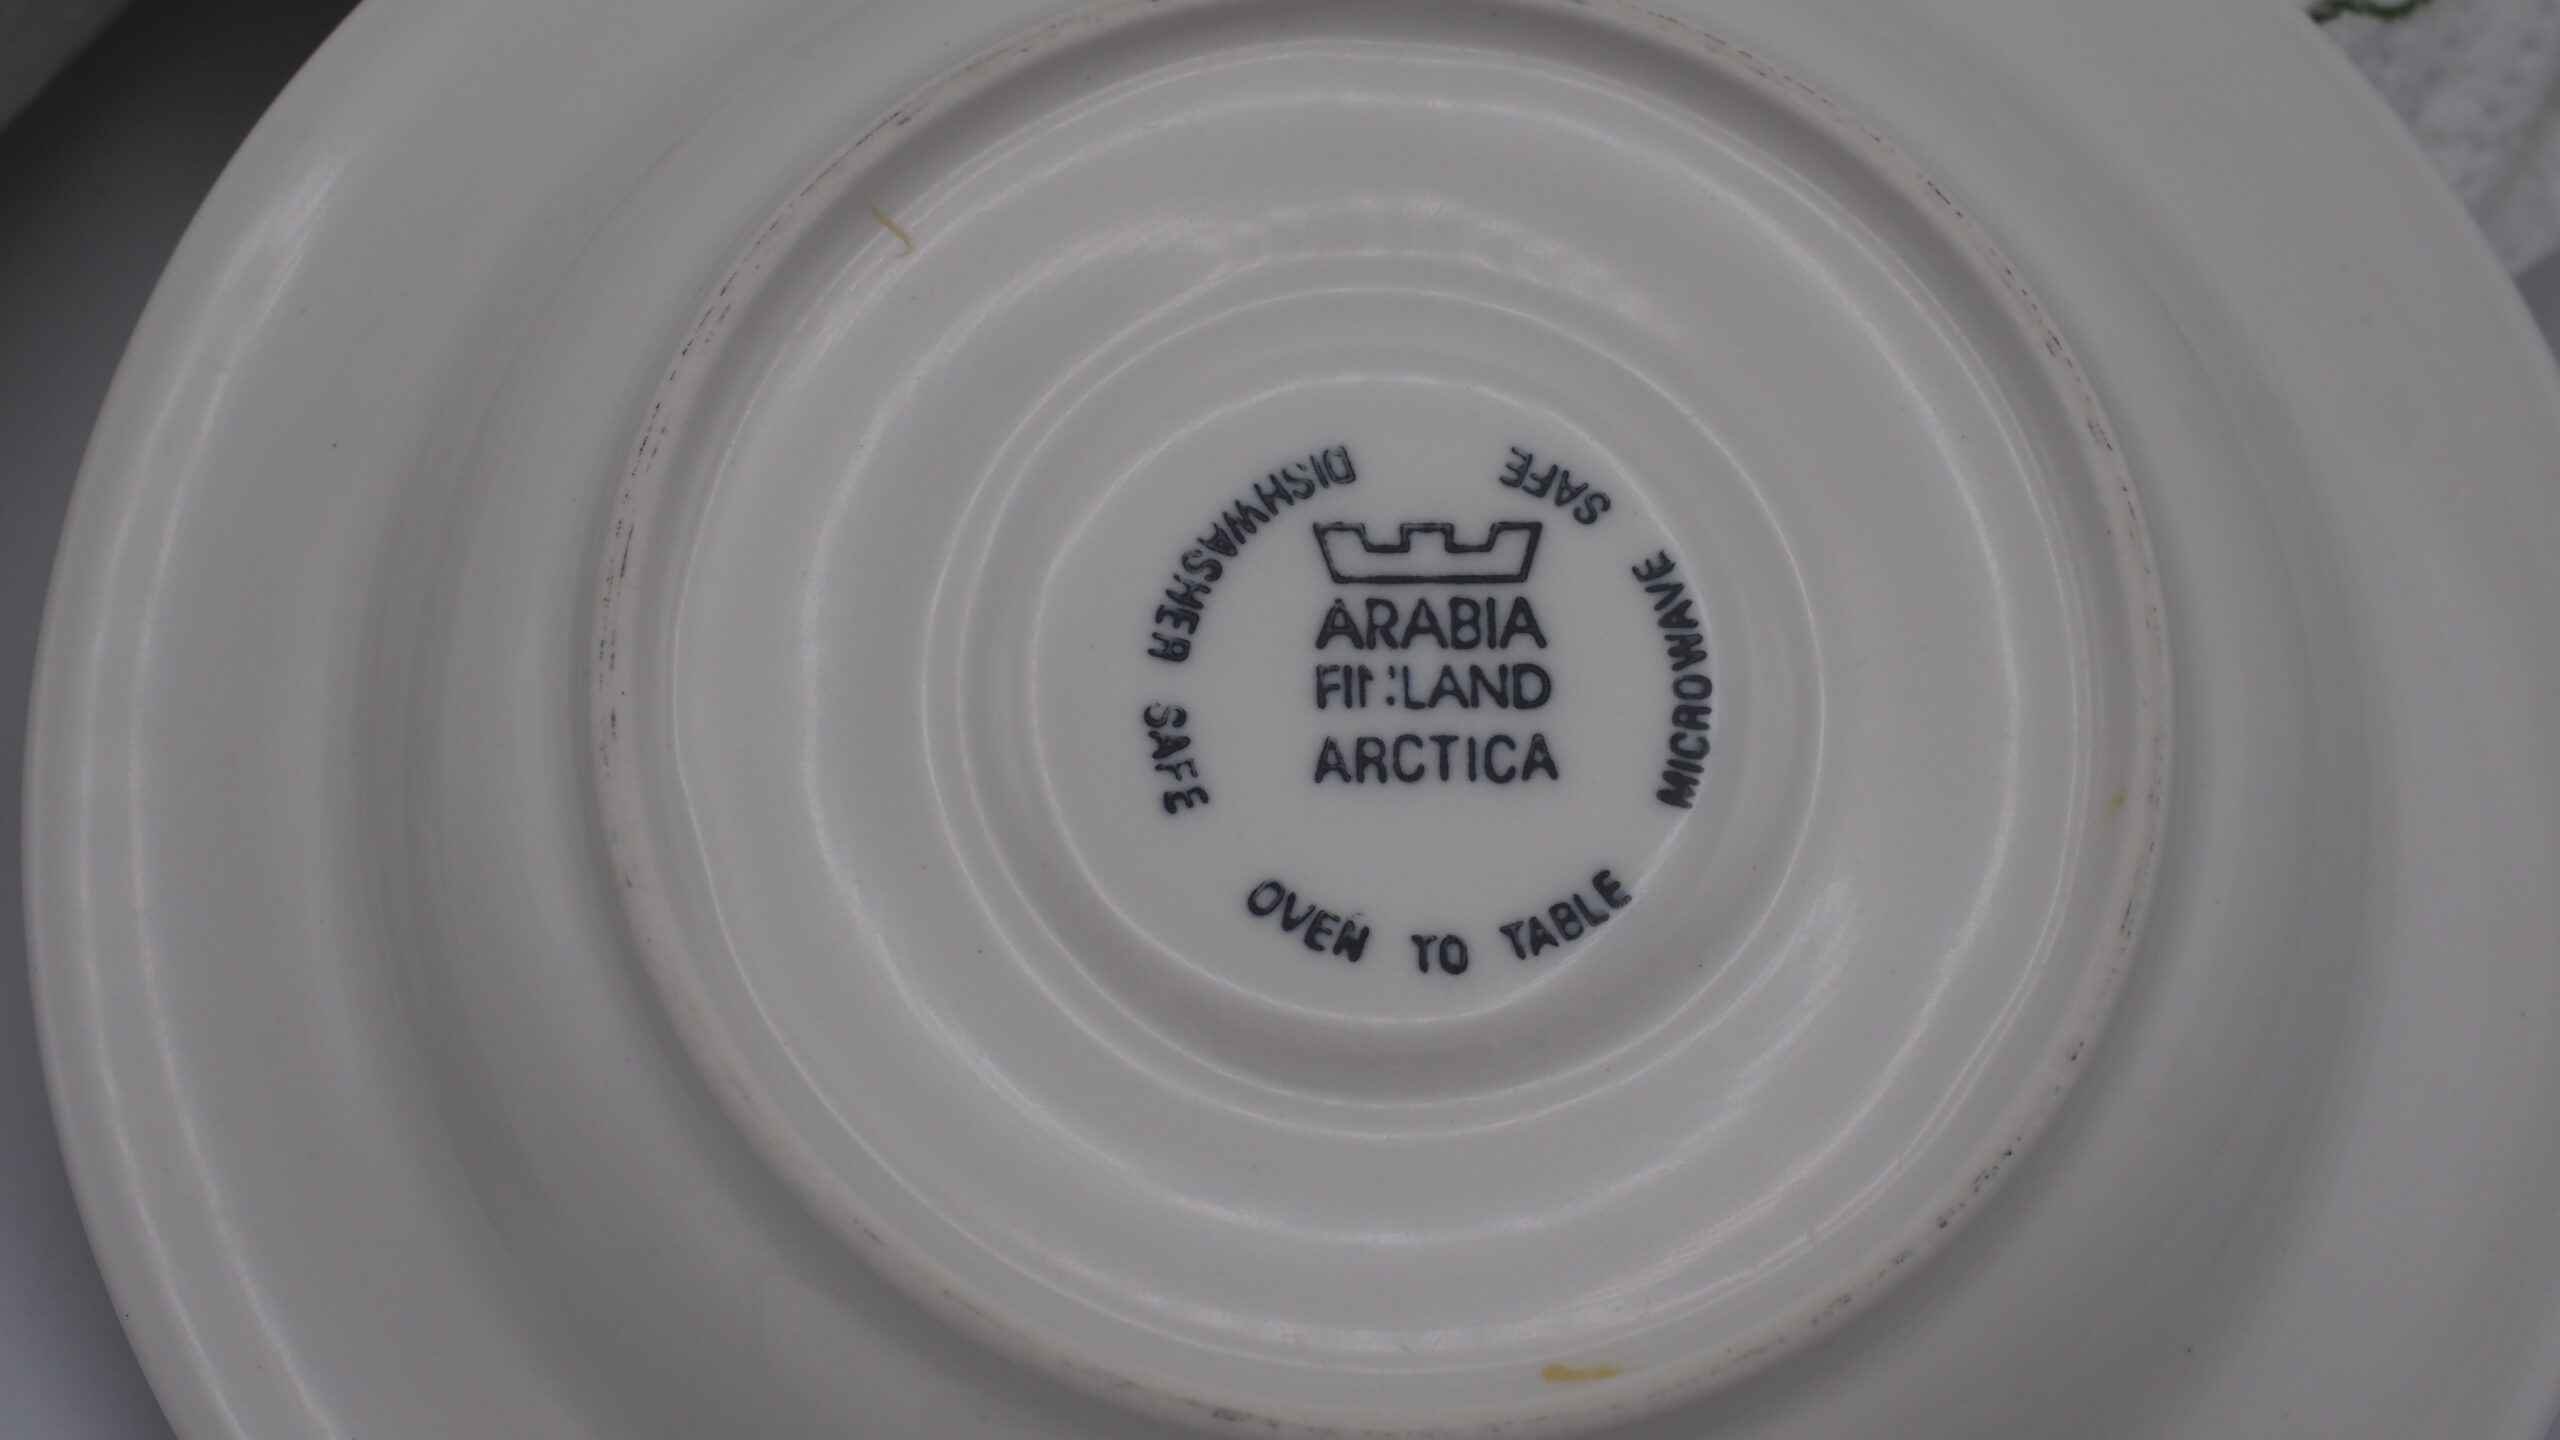 ARABIA
FINLAND
ARCTICA
DISHWASHER SAFE
OVEN TO TABLE
MICROWAVE SAFE